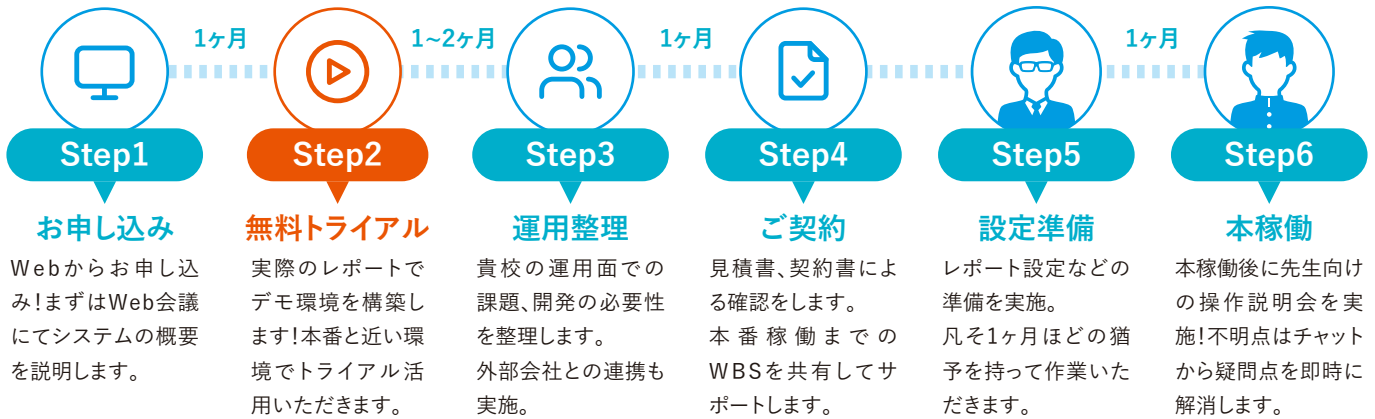 1ヶ月
1~2ヶ月
1ヶ月
1ヶ月
Step1
お申し込み
Webからお申し込
み!まずはWeb会議
にてシステムの概要
を説明します。
Step2
無料トライアル
実際のレポートで
デモ環境を構築し
ます!本番と近い環
境でトライアル活
用いただきます。
Step3
運用整理
貴校の運用面での
課題、開発の必要性
を整理します。
外部会社との連携も
実施。
Step4
ご契約
見積書、契約書によ
る確認をします。
本番稼働までの
WBSを共有してサ
ポートします。
Step5
設定準備
レポート設定などの
準備を実施。
凡そ1ヶ月ほどの猶
予を持って作業いた
だきます。
Step6
本稼働
本稼働後に先生向け
の操作説明会を実
施!不明点はチャット
から疑問点を即時に
解消します。